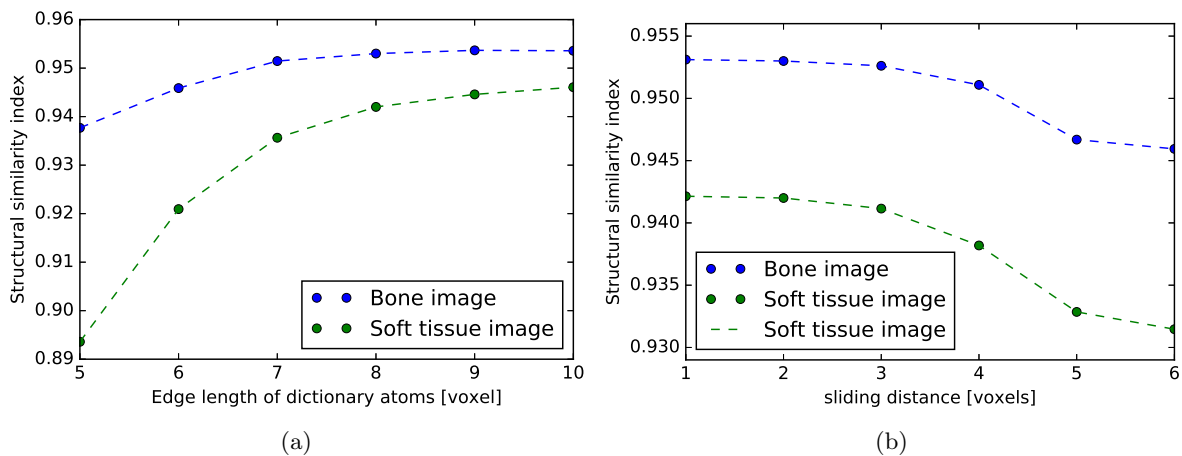 0.96
0.95
0.94
0.93
0.92
0.91
0.90
0.89
Structural similarity index
5 6 7 8 9 10
Edge length of dictionary atoms [voxel]
Bone image
Soft tissue image
(a)
0.955
0.950
0.945
0.940
0.935
0.930
Structural similarity index
1 2 3 4 5 6
sliding distance [voxels]
Bone image
Soft tissue image
Soft tissue image
(b)